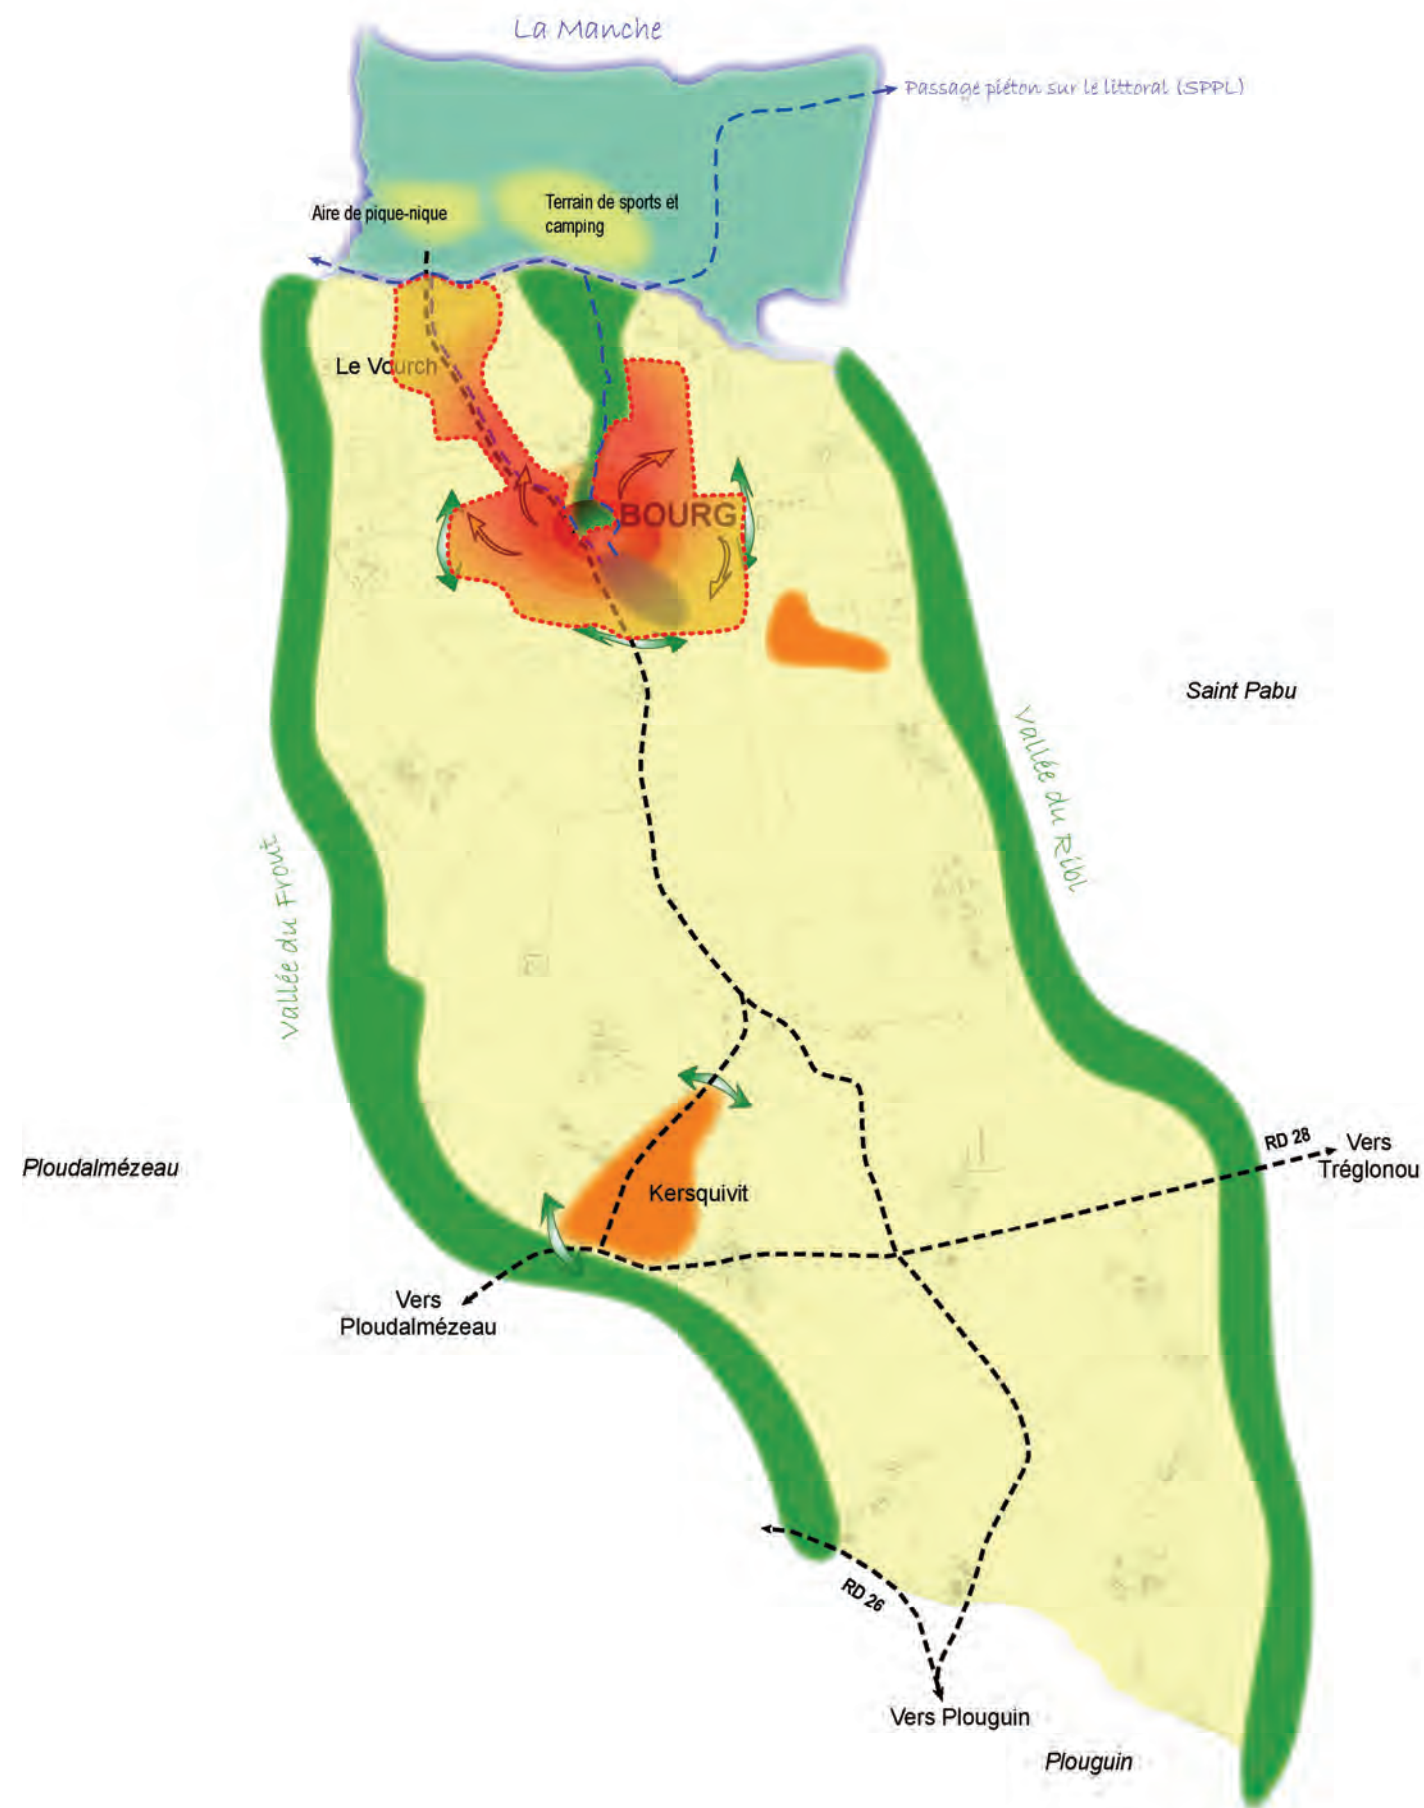 La Manche
Passage piéton sur le littoral (SPPL)
Aire de pique-nique
Terrain de sports et
camping
Le Vourch
BOURG
Saint Pabu
Vallée du Ribl
Vallée du Frout
Ploudalmézeau
Kersquivit
RD 28
Vers
Tréglonou
Vers
Ploudalmézeau
RD 26
Vers Plouguin
Plouguin